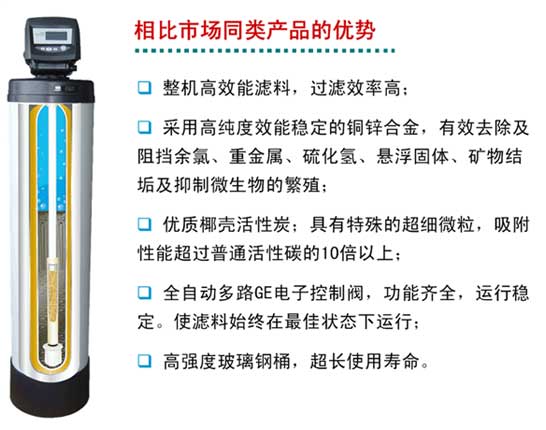 相比市场同类产品的优势
❑ 整机高效能滤料，过滤效率高；
❑ 采用高纯度效能稳定的铜锌合金，有效去除及
阻挡余氯、重金属、硫化氢、悬浮固体、矿物结
垢及抑制微生物的繁殖；
❑ 优质椰壳活性炭；具有特殊的超细微粒，吸附
性能超过普通活性碳的10倍以上；
❑ 全自动多路GE电子控制阀，功能齐全，运行稳
定。使滤料始终在最佳状态下运行；
❑ 高强度玻璃钢桶，超长使用寿命。